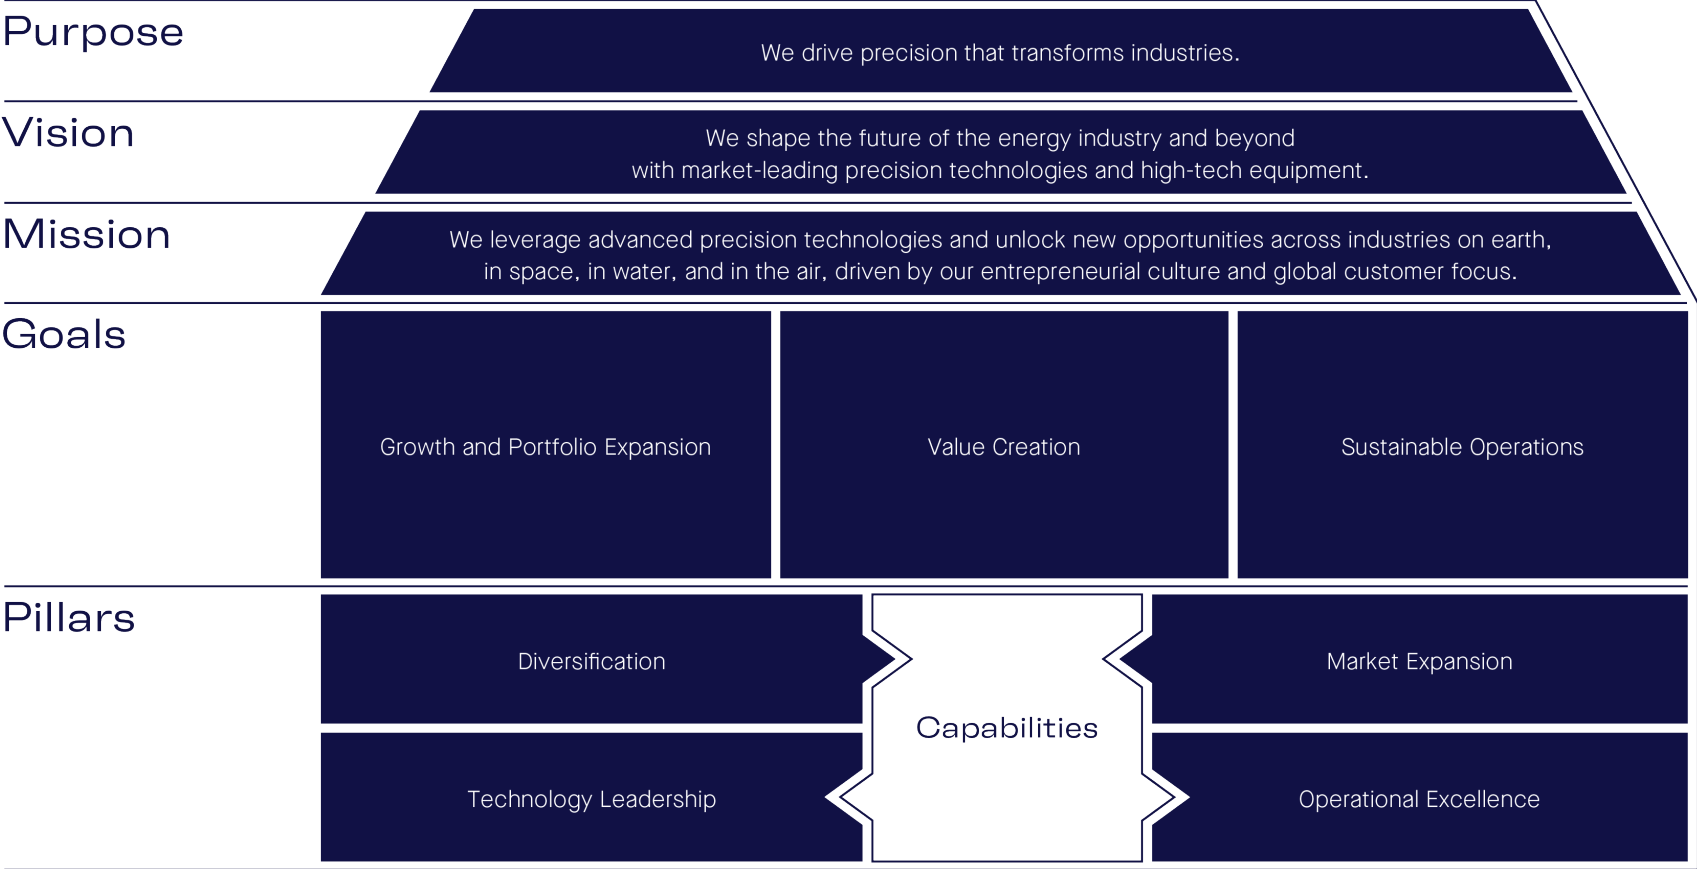 Purpose
We drive precision that transforms industries.
Vision
We shape the future of the energy industry and beyond
with market-leading precision technologies and high-tech equipment.
Mission
We leverage advanced precision technologies and unlock new opportunities across industries on earth,
in space, in water, and in the air, driven by our entrepreneurial culture and global customer focus.
Goals
Growth and Portfolio Expansion
Value Creation
Sustainable Operations
Pillars
Diversification
Market Expansion
Capabilities
Technology Leadership
Operational Excellence